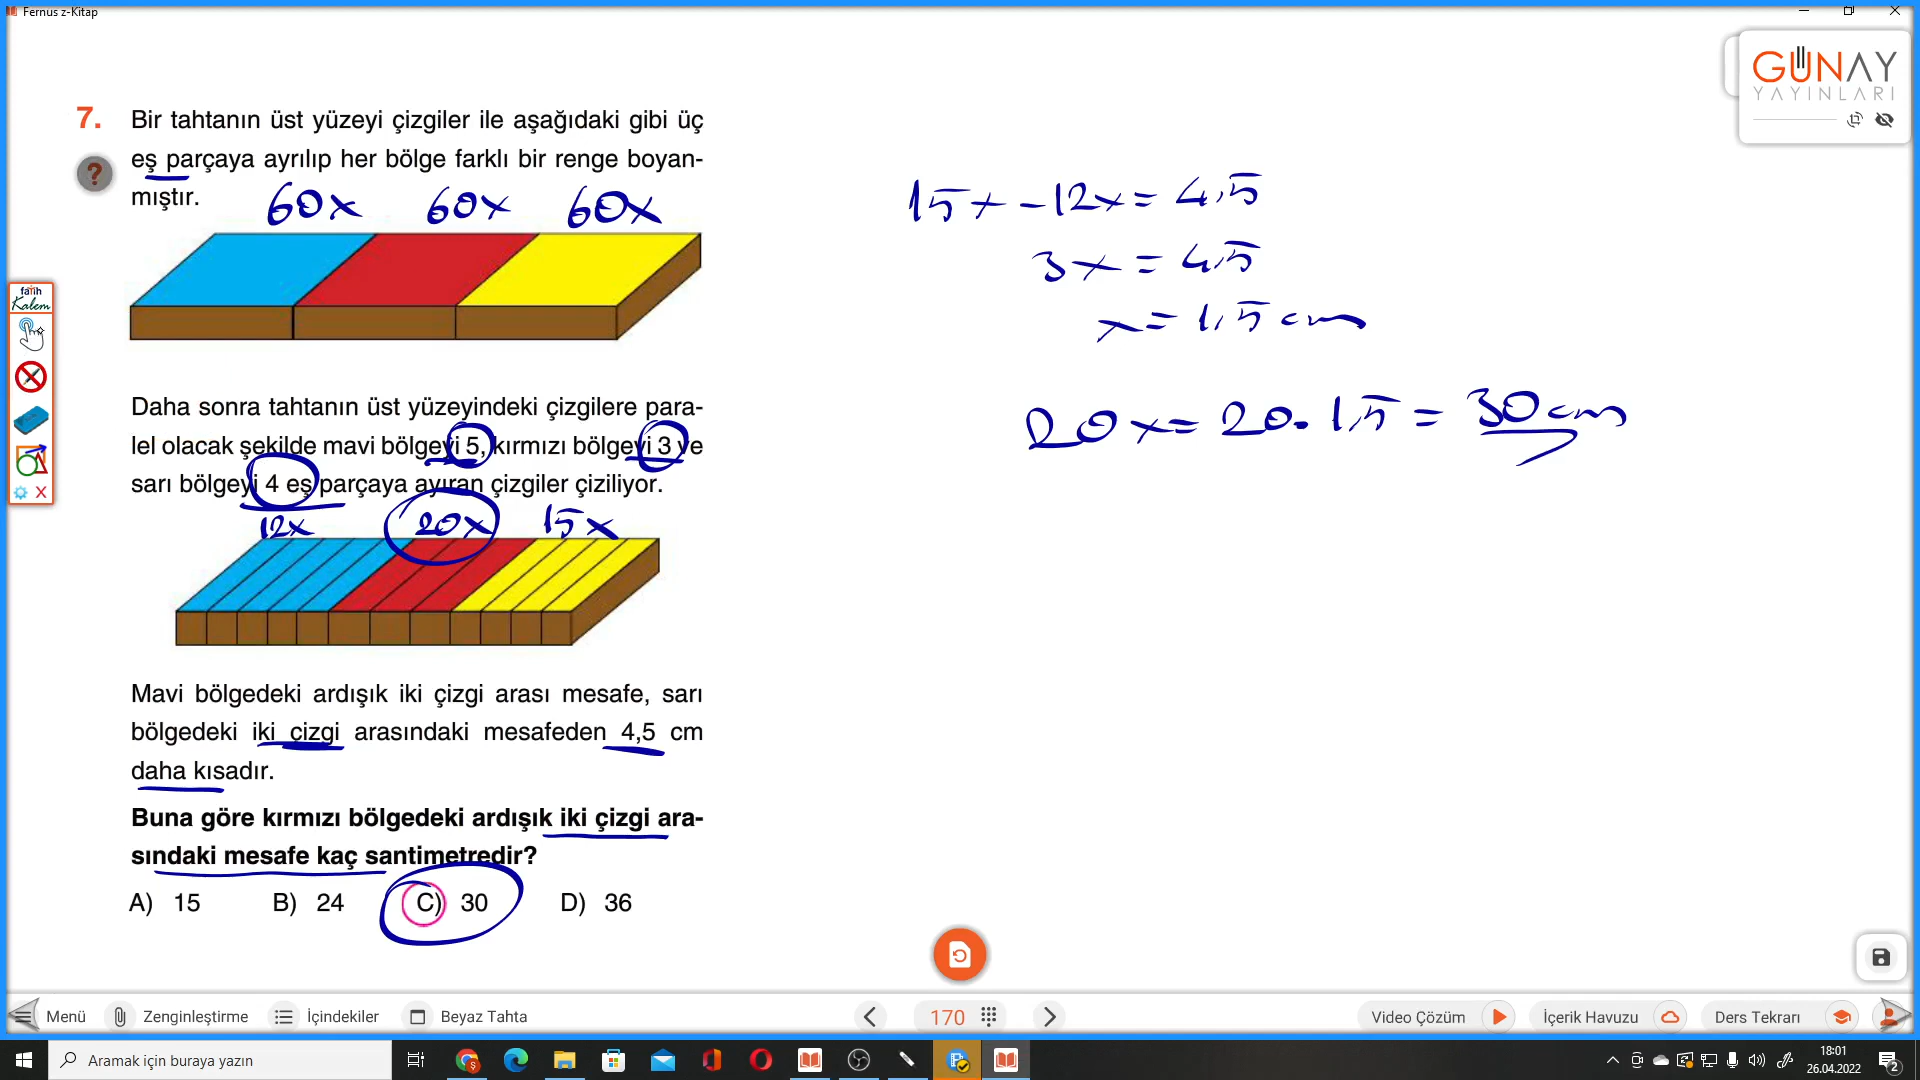 Fernus z-Kitap
GÜNAY
YAYINLARI
7. Bir tahtanın üst yüzeyi çizgiler ile aşağıdaki gibi üç
eş parçaya ayrılıp her bölge farklı bir renge boyan-
mıştır.
60x 60x 60x
15x - 12x = 4,5
3x = 4,5
x = 1,5 cm
20x = 20.1,5 = 30 cm
fatih
Kalem
Daha sonra tahtanın üst yüzeyindeki çizgilere para-
lel olacak şekilde mavi bölgeyi 5, kırmızı bölgeyi 3 ve
sarı bölgeyi 4 eş parçaya ayıran çizgiler çiziliyor.
12x 20x 15x
Mavi bölgedeki ardışık iki çizgi arası mesafe, sarı
bölgedeki iki çizgi arasındaki mesafeden 4,5 cm
daha kısadır.
Buna göre kırmızı bölgedeki ardışık iki çizgi ara-
sındaki mesafe kaç santimetredir?
A) 15 B) 24 C) 30 D) 36
Menü Zenginleştirme İçindekiler Beyaz Tahta 170 Video Çözüm İçerik Havuzu Ders Tekrarı
Aramak için buraya yazın
18:01
26.04.2022
2